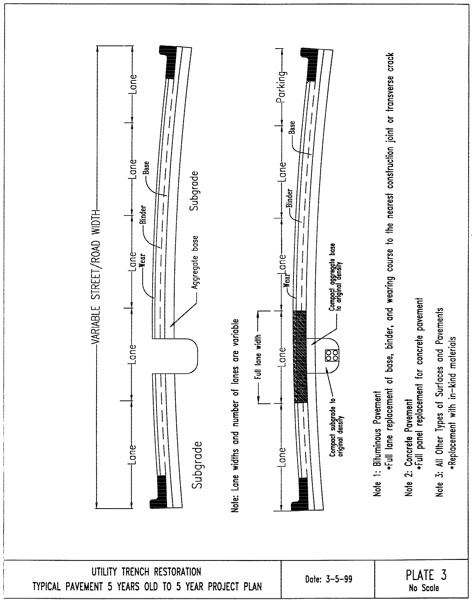 VARIABLE STREET/ROAD WIDTH
Lane
Lane
Lane
Lane
Lane
Wear
Binder
Base
Subgrade
Aggregate base
Subgrade
Note: Lane widths and number of lanes are variable
Full lane width
Lane
Lane
Lane
Lane
Parking
Wear
Binder
Base
Compact aggregate base
to original density
Compact subgrade to
original density
Note 1: Bituminous Pavement
*Full lane replacement of base, binder, and wearing course to the nearest construction joint or transverse crack
Note 2: Concrete Pavement
*Full panel replacement for concrete pavement
Note 3: All Other Types of Surfaces and Pavements
*Replacement with in-kind materials
UTILITY TRENCH RESTORATION
TYPICAL PAVEMENT 5 YEARS OLD TO 5 YEAR PROJECT PLAN
Date: 3-5-99
PLATE 3
No Scale